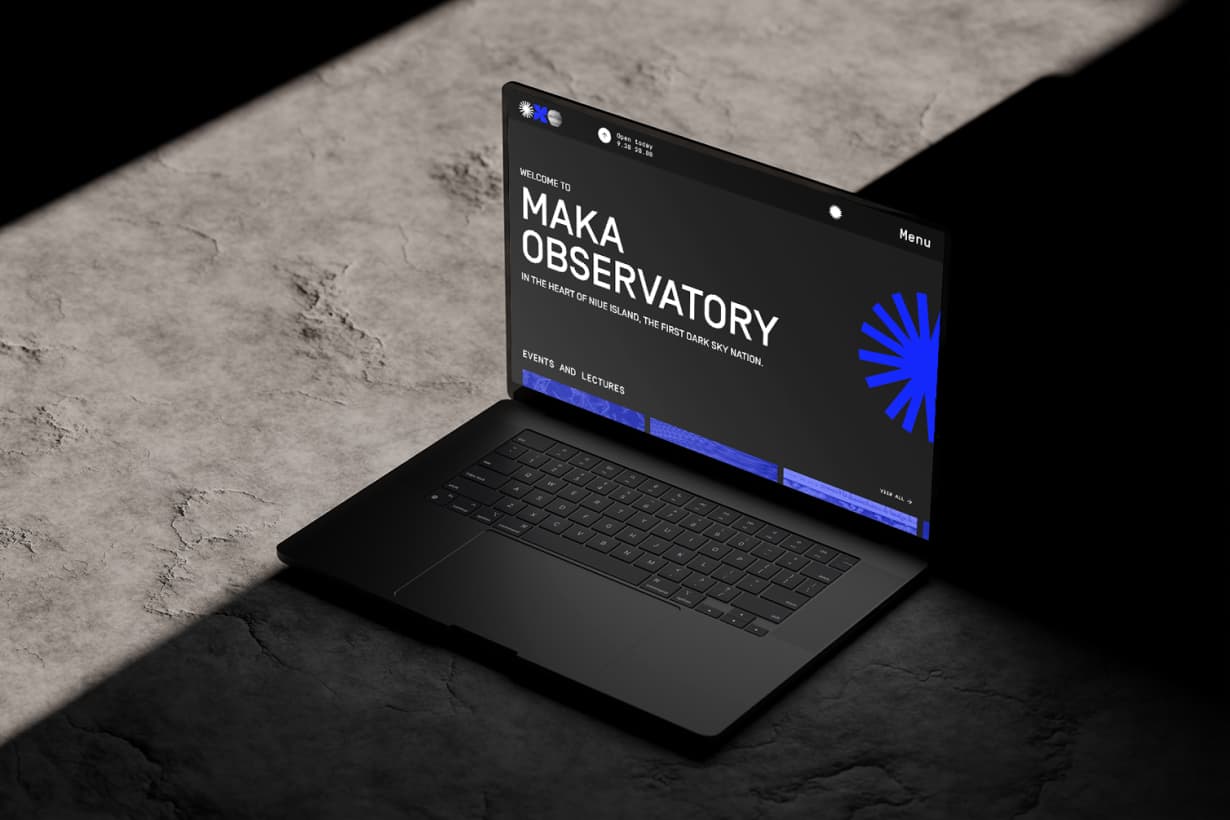 Open today
WELCOME TO
MAKA
OBSERVATORY
IN THE HEART OF NIUE ISLAND, THE FIRST DARK SKY NATION.
Menu
EVENTS AND LECTURES
VIEW ALL →